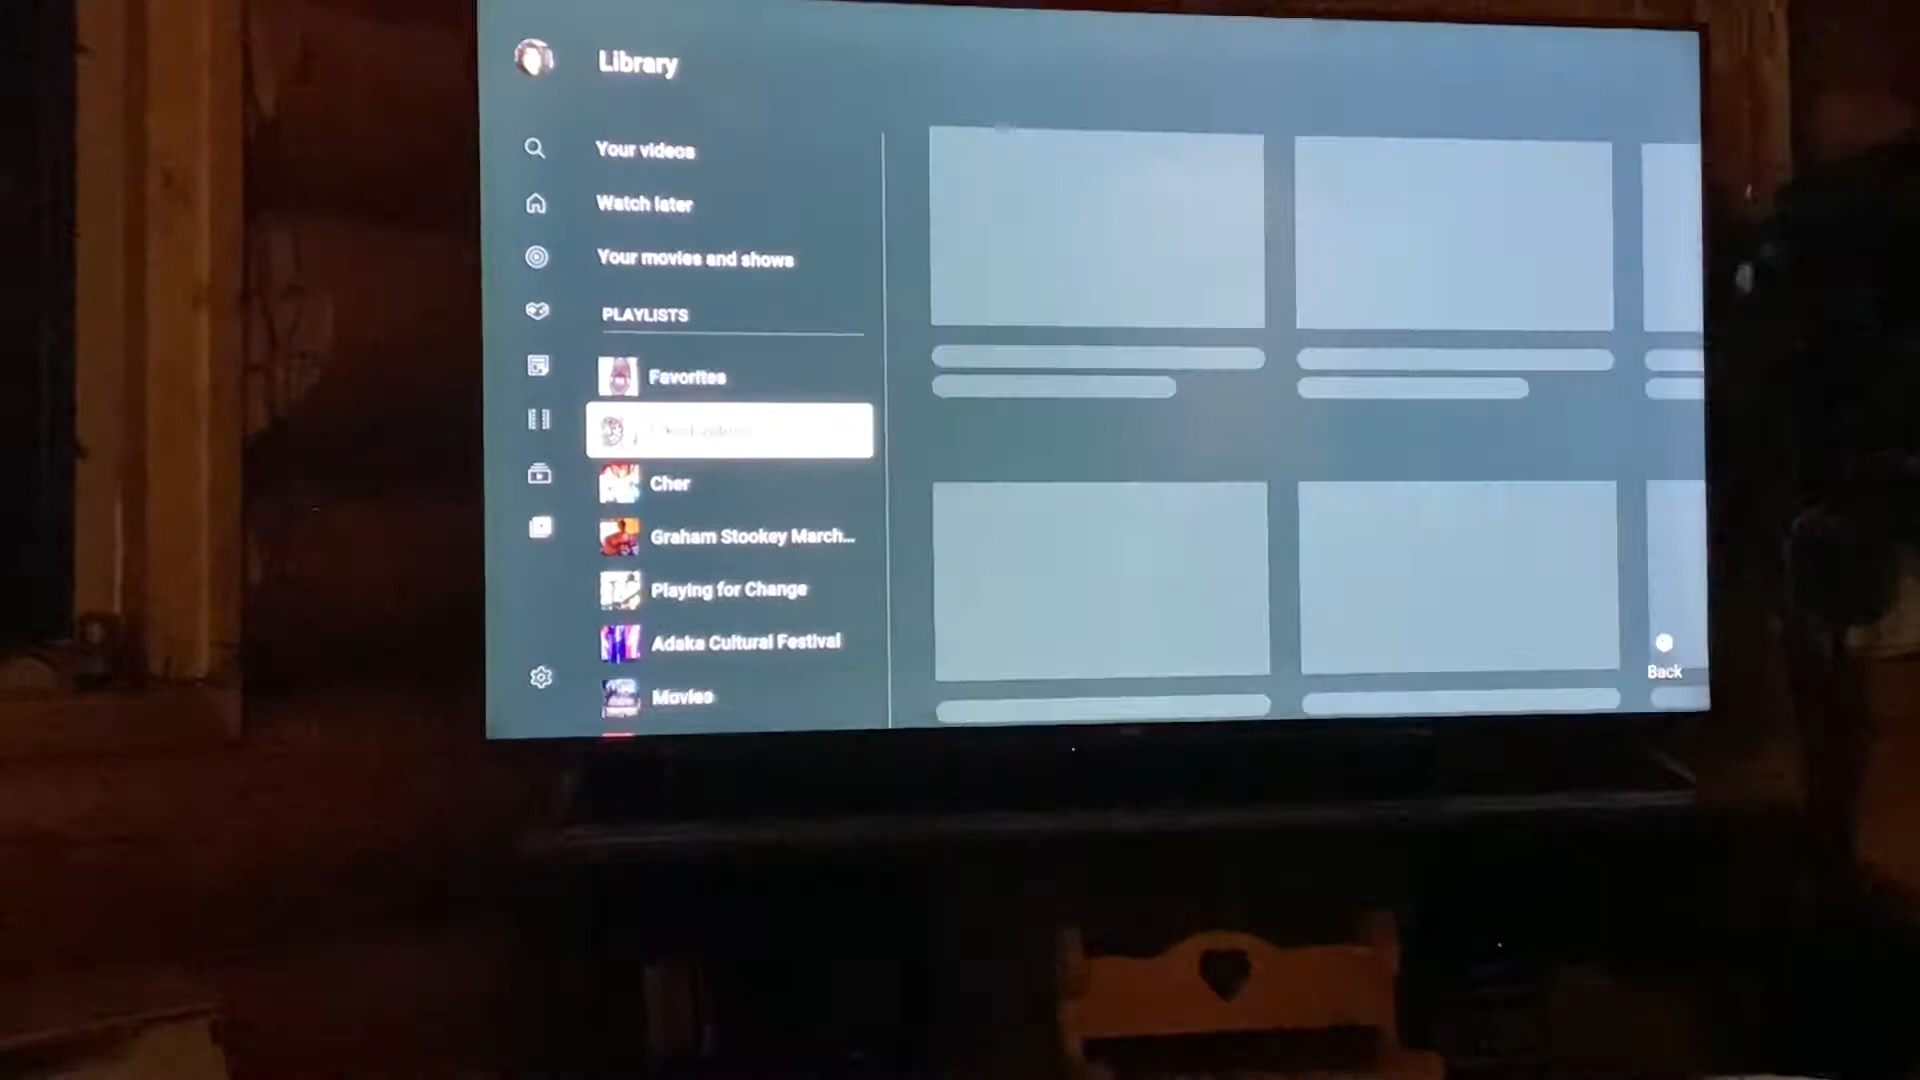 Library
Your videos
Watch later
Your movies and shows
PLAYLISTS
Favorites
Cher
Graham Stookey March...
Playing for Change
Adaka Cultural Festival
Movies
Back